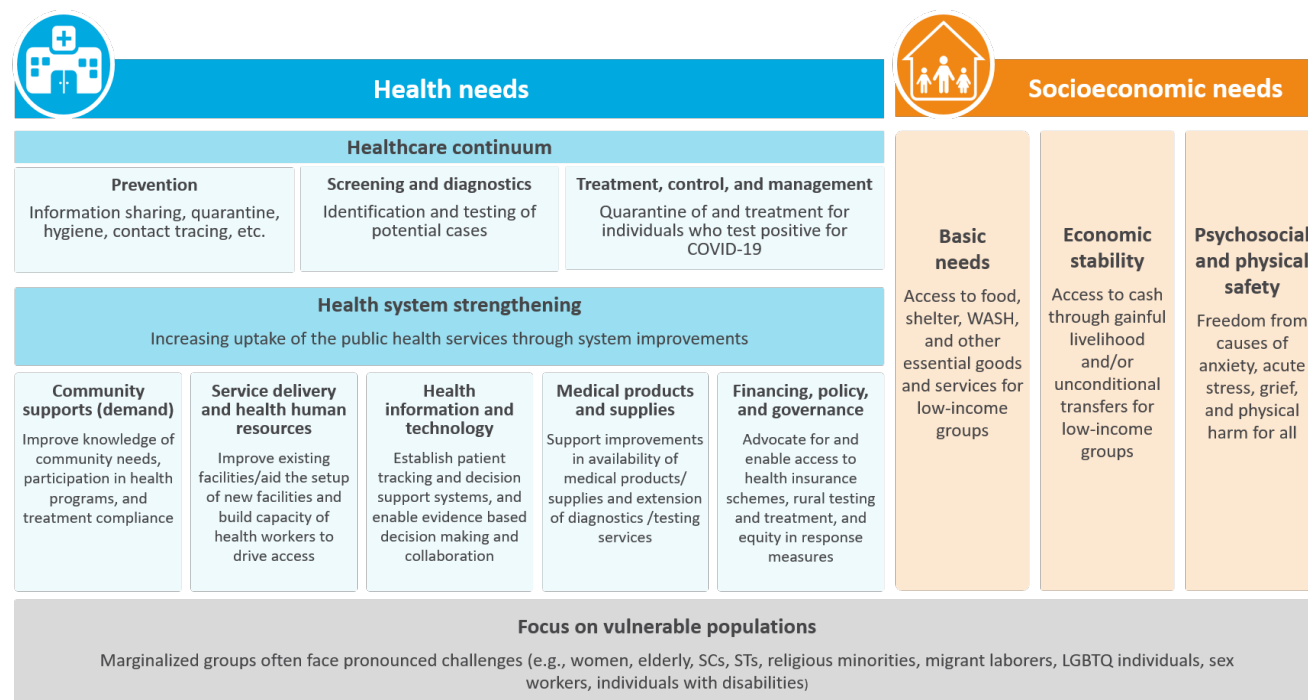 Health needs
Socioeconomic needs
Healthcare continuum
Prevention
Information sharing, quarantine,
hygiene, contact tracing, etc.
Screening and diagnostics
Identification and testing of
potential cases
Treatment, control, and management
Quarantine of and treatment for
individuals who test positive for
COVID-19
Health system strengthening
Increasing uptake of the public health services through system improvements
Community
supports (demand)
Improve knowledge of
community needs,
participation in health
programs, and
treatment compliance
Service delivery
and health human
resources
Improve existing
facilities/aid the setup
of new facilities and
build capacity of
health workers to
drive access
Health
information and
technology
Establish patient
tracking and decision
support systems, and
enable evidence based
decision making and
collaboration
Medical products
and supplies
Support improvements
in availability of
medical products/
supplies and extension
of diagnostics /testing
services
Financing, policy,
and governance
Advocate for and
enable access to
health insurance
schemes, rural testing
and treatment, and
equity in response
measures
Basic
needs
Access to food,
shelter, WASH,
and other
essential goods
and services for
low-income
groups
Economic
stability
Access to cash
through gainful
livelihood
and/or
unconditional
transfers for
low-income
groups
Psychosocial
and physical
safety
Freedom from
causes of
anxiety, acute
stress, grief,
and physical
harm for all
Focus on vulnerable populations
Marginalized groups often face pronounced challenges (e.g., women, elderly, SCs, STs, religious minorities, migrant laborers, LGBTQ individuals, sex
workers, individuals with disabilities)